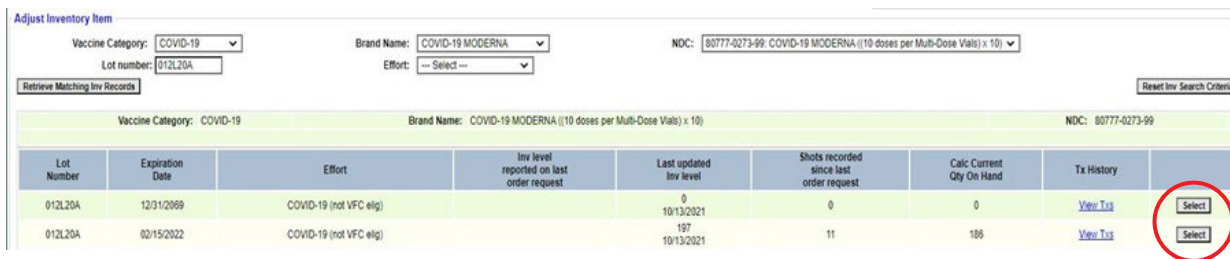 Adjust Inventory Item
Vaccine Category: COVID-19 Brand Name: COVID-19 MODERNA NDC: 80777-0273-99: COVID-19 MODERNA ((10 doses per Multi-Dose Vials) x 10)
Lot number: 012L20A Effort: --- Select ---
Retrieve Matching Inv Records Reset Inv Search Criteria
Vaccine Category: COVID-19 Brand Name: COVID-19 MODERNA ((10 doses per Multi-Dose Vials) x 10) NDC: 80777-0273-99
Lot Number Expiration Date Effort Inv level reported on last order request Last updated Inv level Shots recorded since last order request Calc Current Qty On Hand Tx History
012L20A 12/31/2069 COVID-19 (not VFC elig) 0 10/13/2021 0 0 View Txs Select
012L20A 02/15/2022 COVID-19 (not VFC elig) 197 10/13/2021 11 186 View Txs Select